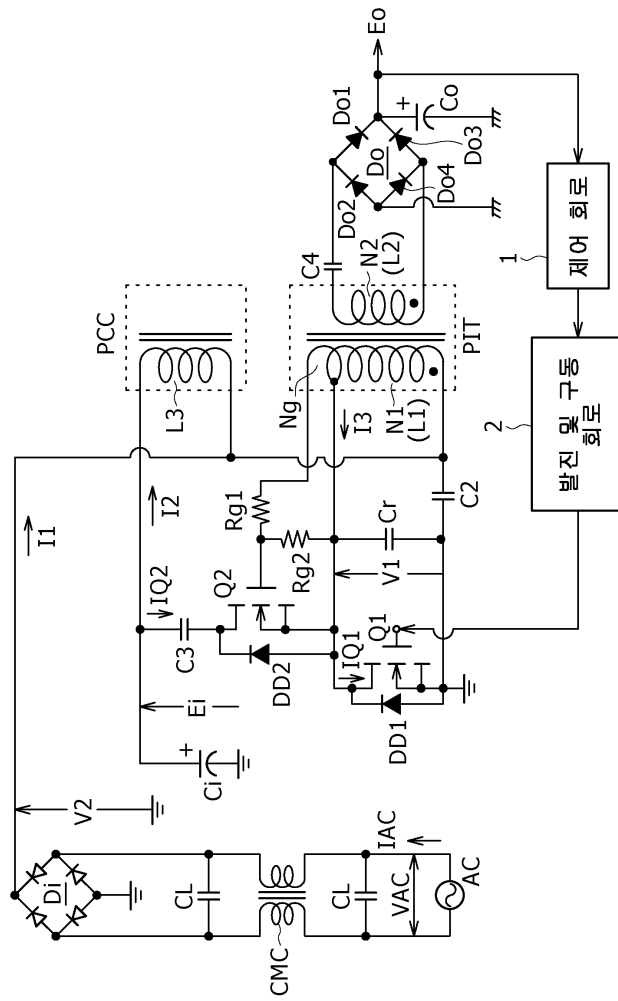 Eo
Do1
Co
+
Do
Do3
Do4
Do2
C4
N2
(L2)
PCC
L3
Ng
PIT
N1
(L1)
I3
I1
I2
Rg1
Rg2
Cr
C2
V1
IQ2
Q2
C3
DD2
IQ1
Q1
DD1
Ei
+
Ci
V2
Di
CL
CMC
CL
VAC
IAC
AC
1
제어 회로
2
발진 및 구동
회로